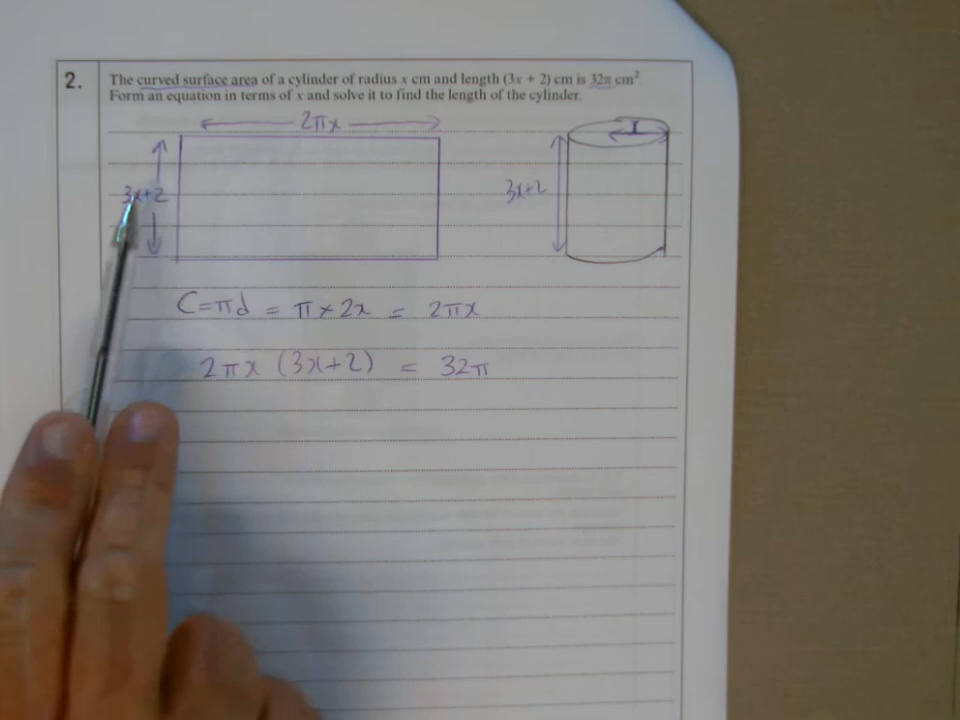 2.
The curved surface area of a cylinder of radius x cm and length (3x + 2) cm is 32π cm².
Form an equation in terms of x and solve it to find the length of the cylinder.
2πx
x
3x+2
3x+2
C=πd = π×2x = 2πx
2πx (3x+2) = 32π